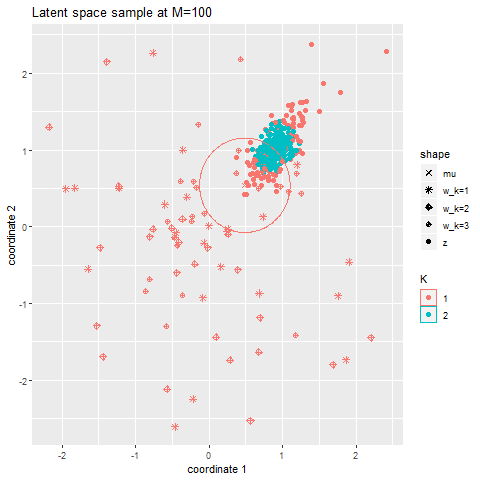 Latent space sample at M=100
coordinate 2
2
1
0
-1
-2
-2
-1
0
1
2
coordinate 1
shape
mu
w_k=1
w_k=2
w_k=3
z
K
1
2